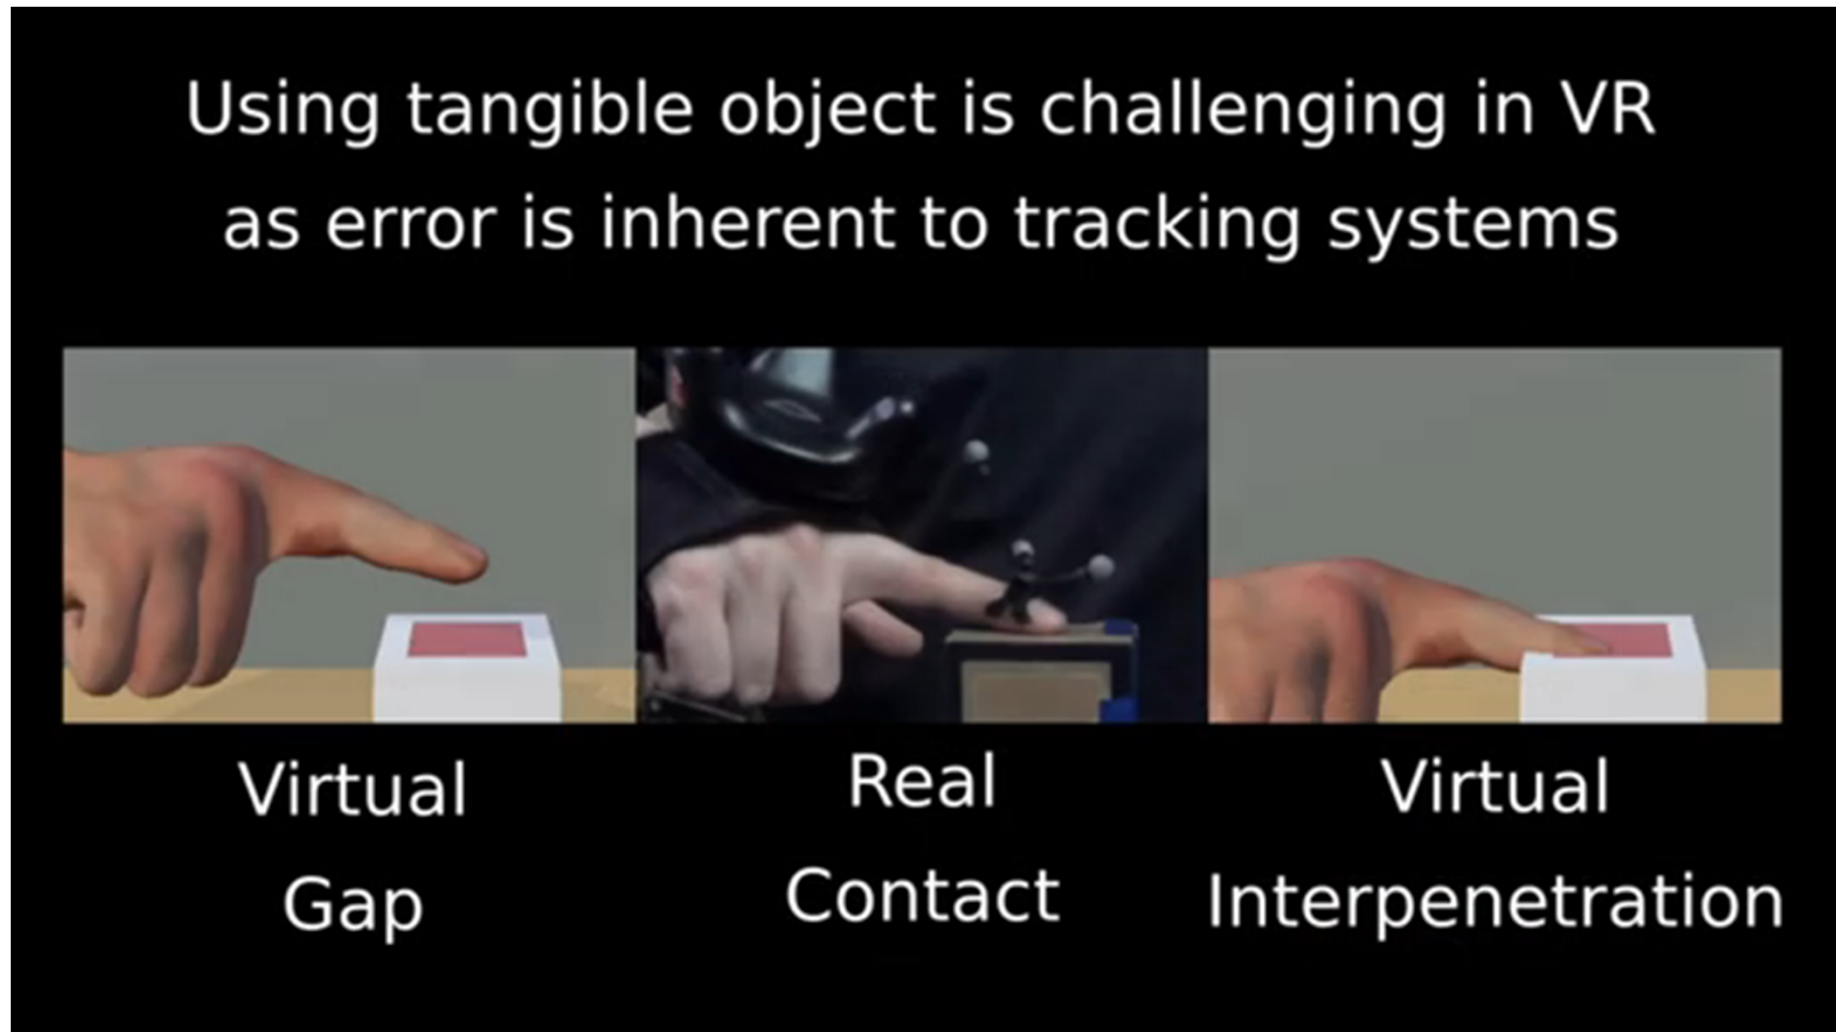 Using tangible object is challenging in VR
as error is inherent to tracking systems
Virtual
Gap
Real
Contact
Virtual
Interpenetration